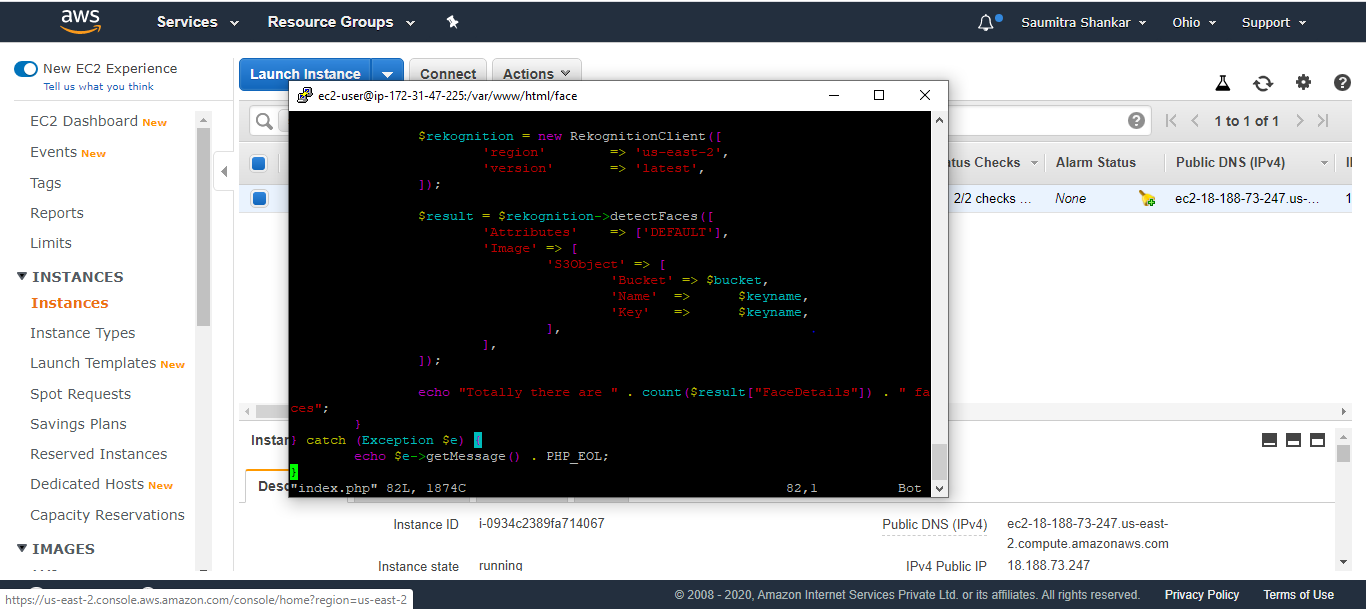 aws
Services
Resource Groups
Saumitra Shankar
Ohio
Support
New EC2 Experience
Tell us what you think
EC2 Dashboard New
Events New
Tags
Reports
Limits
INSTANCES
Instances
Instance Types
Launch Templates New
Spot Requests
Savings Plans
Reserved Instances
Dedicated Hosts New
Capacity Reservations
IMAGES
Launch Instance
Connect
Actions
1 to 1 of 1
tus Checks
Alarm Status
Public DNS (IPv4)
2/2 checks ...
None
ec2-18-188-73-247.us-...
ec2-user@ip-172-31-47-225:/var/www/html/face
$rekognition = new RekognitionClient([
'region' => 'us-east-2',
'version' => 'latest',
]);
$result = $rekognition->detectFaces([
'Attributes' => ['DEFAULT'],
'Image' => [
'S3Object' => [
'Bucket' => $bucket,
'Name' => $keyname,
'Key' => $keyname,
],
],
]);
echo "Totally there are " . count($result["FaceDetails"]) . " fa
ces";
}
} catch (Exception $e) {
echo $e->getMessage() . PHP_EOL;
}
"index.php" 82L, 1874C 82,1 Bot
Instan
Desc
Instance ID i-0934c2389fa714067
Public DNS (IPv4) ec2-18-188-73-247.us-east-
2.compute.amazonaws.com
Instance state running
IPv4 Public IP 18.188.73.247
https://us-east-2.console.aws.amazon.com/console/home?region=us-east-2
© 2008 - 2020, Amazon Internet Services Private Ltd. or its affiliates. All rights reserved.
Privacy Policy
Terms of Use